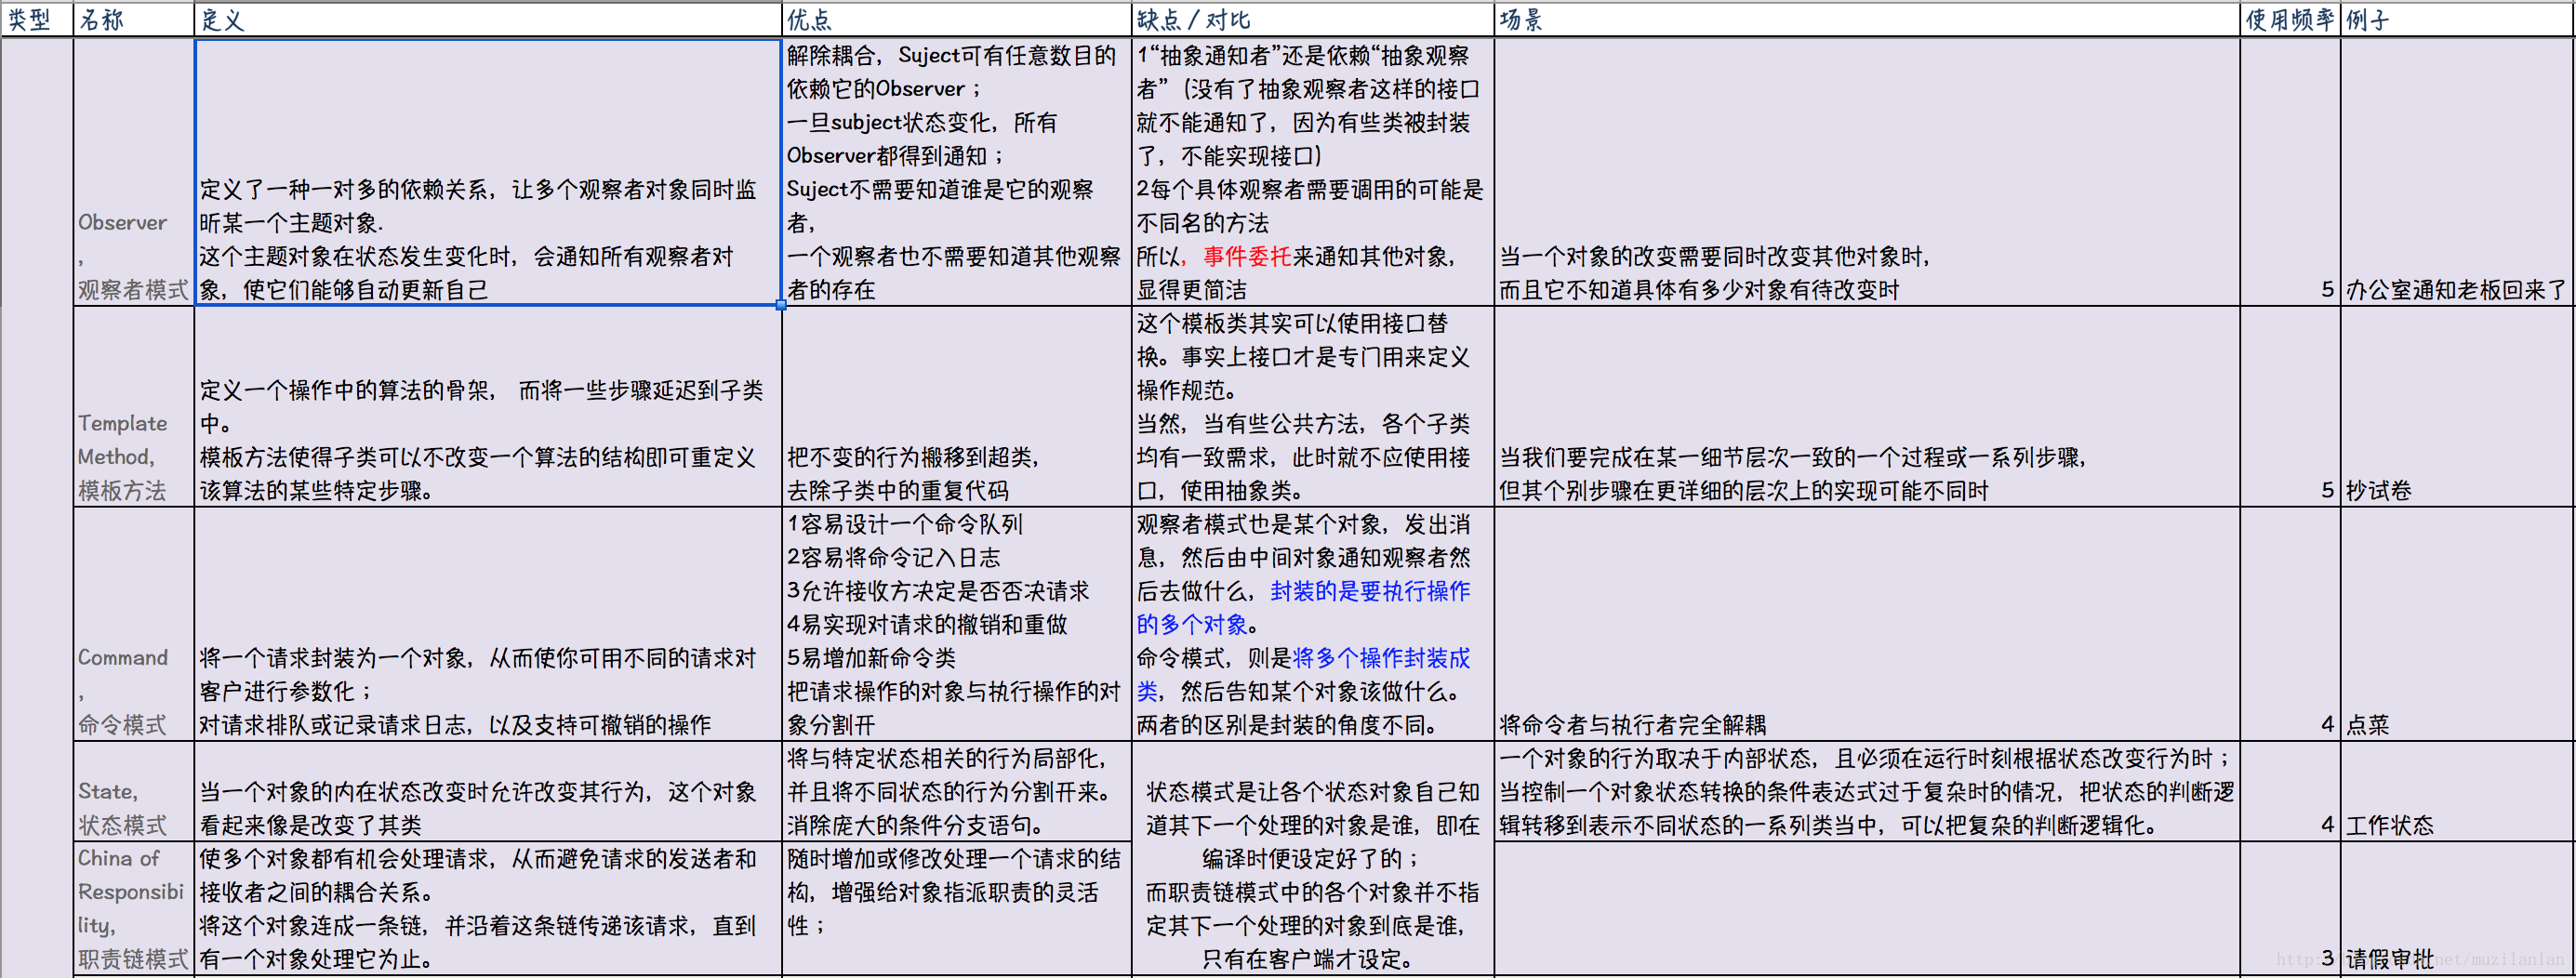 类型 名称 定义 优点 缺点 / 对比 场景 使用频率 例子
Observer
,
观察者模式
定义了一种一对多的依赖关系，让多个观察者对象同时监
听某一个主题对象.
这个主题对象在状态发生变化时，会通知所有观察者对
象，使它们能够自动更新自己
解除耦合，Suject可有任意数目的
依赖它的Observer；
一旦subject状态变化，所有
Observer都得到通知；
Suject不需要知道谁是它的观察
者，
一个观察者也不需要知道其他观察
者的存在
1“抽象通知者”还是依赖“抽象观察
者”（没有了抽象观察者这样的接口
就不能通知了，因为有些类被封装
了，不能实现接口）
2每个具体观察者需要调用的可能是
不同名的方法
所以，事件委托来通知其他对象，
显得更简洁
当一个对象的改变需要同时改变其他对象时，
而且它不知道具体有多少对象有待改变时
5
办公室通知老板回来了
Template
Method,
模板方法
定义一个操作中的算法的骨架， 而将一些步骤延迟到子类
中。
模板方法使得子类可以不改变一个算法的结构即可重定义
该算法的某些特定步骤。
把不变的行为搬移到超类，
去除子类中的重复代码
这个模板类其实可以使用接口替
换。事实上接口才是专门用来定义
操作规范。
当然，当有些公共方法，各个子类
均有一致需求，此时就不应使用接
口，使用抽象类。
当我们要完成在某一细节层次一致的一个过程或一系列步骤，
但其个别步骤在更详细的层次上的实现可能不同时
5
抄试卷
Command
,
命令模式
将一个请求封装为一个对象，从而使你可用不同的请求对
客户进行参数化；
对请求排队或记录请求日志，以及支持可撤销的操作
1容易设计一个命令队列
2容易将命令记入日志
3允许接收方决定是否否决请求
4易实现对请求的撤销和重做
5易增加新命令类
把请求操作的对象与执行操作的对
象分割开
观察者模式也是某个对象，发出消
息，然后由中间对象通知观察者然
后去做什么，封装的是要执行操作
的多个对象。
命令模式，则是将多个操作封装成
类，然后告知某个对象该做什么。
两者的区别是封装的角度不同。
将命令者与执行者完全解耦
4
点菜
State,
状态模式
当一个对象的内在状态改变时允许改变其行为，这个对象
看起来像是改变了其类
将与特定状态相关的行为局部化，
并且将不同状态的行为分割开来。
消除庞大的条件分支语句。
状态模式是让各个状态对象自己知
道其下一个处理的对象是谁，即在
编译时便设定好了的；
而职责链模式中的各个对象并不指
定其下一个处理的对象到底是谁，
只有在客户端才设定。
一个对象的行为取决于内部状态，且必须在运行时刻根据状态改变行为时；
当控制一个对象状态转换的条件表达式过于复杂时的情况，把状态的判断逻
辑转移到表示不同状态的一系列类当中，可以把复杂的判断逻辑化。
4
工作状态
China of
Responsibi
lity,
职责链模式
使多个对象都有机会处理请求，从而避免请求的发送者和
接收者之间的耦合关系。
将这个对象连成一条链，并沿着这条链传递该请求，直到
有一个对象处理它为止。
随时增加或修改处理一个请求的结
构，增强给对象指派职责的灵活
性；
3
请假审批